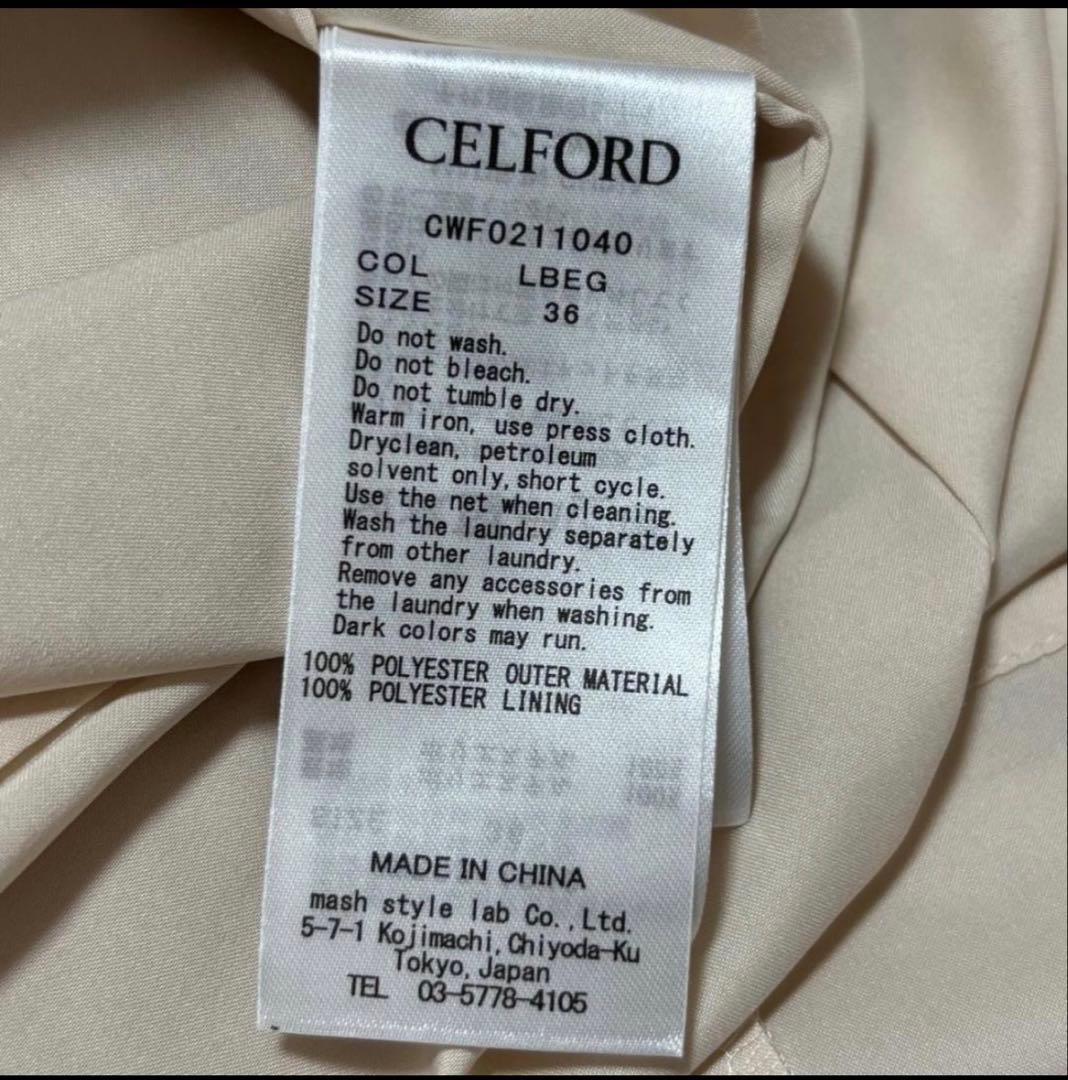 CELFORD
CWF0211040
COL LBEG
SIZE 36
Do not wash.
Do not bleach.
Do not tumble dry.
Warm iron, use press cloth.
Dryclean, petroleum
solvent only, short cycle.
Use the net when cleaning.
Wash the laundry separately
from other laundry.
Remove any accessories from
the laundry when washing.
Dark colors may run.
100% POLYESTER OUTER MATERIAL
100% POLYESTER LINING
MADE IN CHINA
mash style lab Co.,Ltd.
5-7-1 Kojimachi,Chiyoda-Ku
Tokyo,Japan
TEL 03-5778-4105